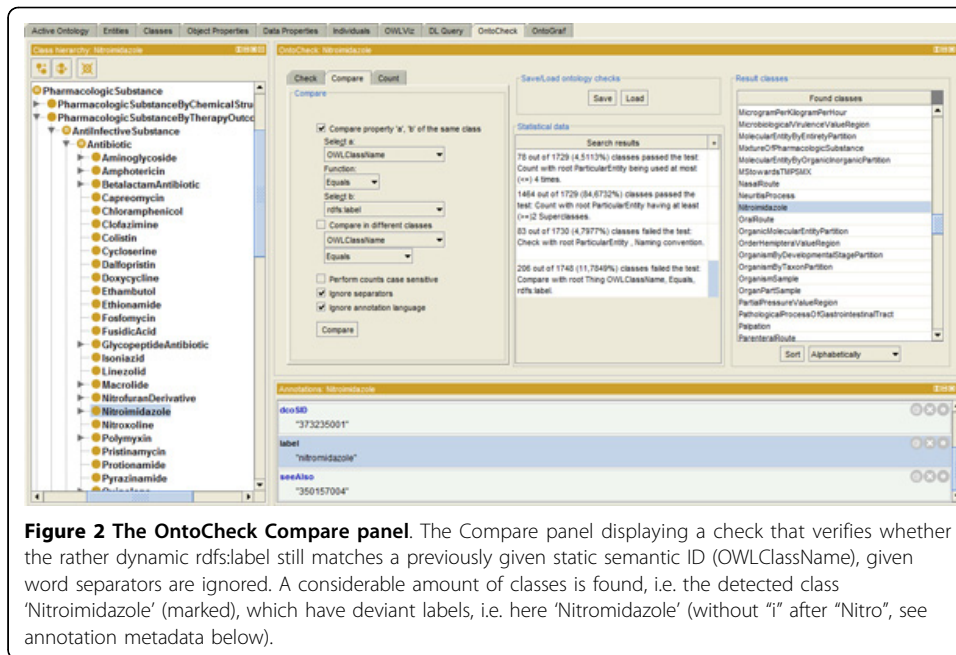 Active Ontology Entities Classes Object Properties Data Properties Individuals OWLViz DL Query OntoCheck OntoGraf
Class hierarchy: Nitroimidazole
PharmacologicSubstance
PharmacologicSubstanceByChemicalStru
PharmacologicSubstanceByTherapyOutco
AntiInfectiveSubstance
Antibiotic
Aminoglycoside
Amphotericin
BetalactamAntibiotic
Capreomycin
Chloramphenicol
Clofazimine
Colistin
Cycloserine
Dalfopristin
Doxycycline
Ethambutol
Ethionamide
Fosfomycin
FusidicAcid
GlycopeptideAntibiotic
Isoniazid
Linezolid
Macrolide
NitrofuranDerivative
Nitroimidazole
Nitroxoline
Polymyxin
Pristinamycin
Protionamide
Pyrazinamide
OntoCheck: Nitroimidazole
Check Compare Count
Compare
Compare property 'a', 'b' of the same class
Select a:
OWLClassName
Function:
Equals
Select b:
rdfs:label
Compare in different classes
OWLClassName
Equals
Perform counts case sensitive
Ignore separators
Ignore annotation language
Compare
Save/Load ontology checks
Save Load
Statistical data
Search results
78 out of 1729 (4,5113%) classes passed the test:
Count with root ParticularEntity being used at most
(<=) 4 times.
1464 out of 1729 (84,6732%) classes passed the
test: Count with root ParticularEntity having at least
(>=)2 Superclasses.
83 out of 1730 (4,7977%) classes failed the test:
Check with root ParticularEntity , Naming convention.
206 out of 1748 (11,7849%) classes failed the test:
Compare with root Thing OWLClassName, Equals,
rdfs:label.
Result classes
Found classes
MicrogramPerKilogramPerHour
MicrobiologicalVirulenceValueRegion
MolecularEntityByEntiretyPartition
MixtureOfPharmacologicSubstance
MolecularEntityByOrganicInorganicPartition
MStowardsTMPSMX
NasalRoute
NeuritisProcess
Nitroimidazole
OralRoute
OrganicMolecularEntityPartition
OrderHemipteraValueRegion
OrganismByDevelopmentalStagePartition
OrganismByTaxonPartition
OrganismSample
OrganPartSample
PartialPressureValueRegion
PathologicalProcessOfGastrointestinalTract
Palpation
ParenteralRoute
Sort Alphabetically
Annotations: Nitroimidazole
dcoSID
"373235001"
label
"nitromidazole"
seeAlso
"350157004"
Figure 2 The OntoCheck Compare panel. The Compare panel displaying a check that verifies whether
the rather dynamic rdfs:label still matches a previously given static semantic ID (OWLClassName), given
word separators are ignored. A considerable amount of classes is found, i.e. the detected class
'Nitroimidazole' (marked), which have deviant labels, i.e. here 'Nitromidazole' (without "i" after "Nitro", see
annotation metadata below).